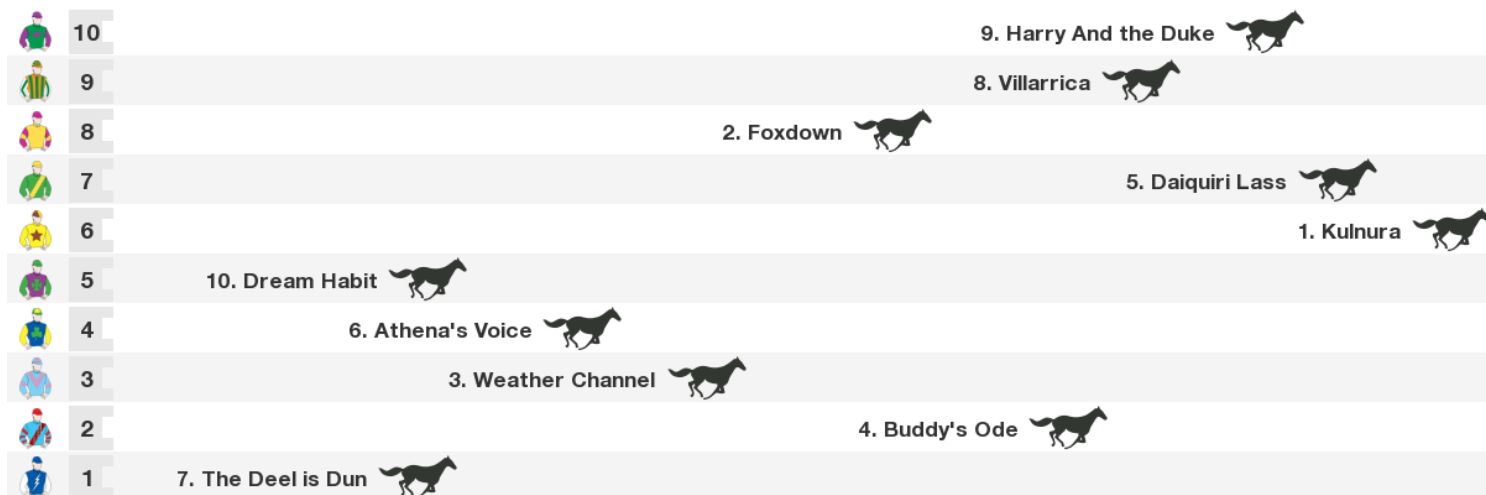 10 9. Harry And the Duke
9 8. Villarrica
8 2. Foxdown
7 5. Daiquiri Lass
6 1. Kulnura
5 10. Dream Habit
4 6. Athena's Voice
3 3. Weather Channel
2 4. Buddy's Ode
1 7. The Deel is Dun